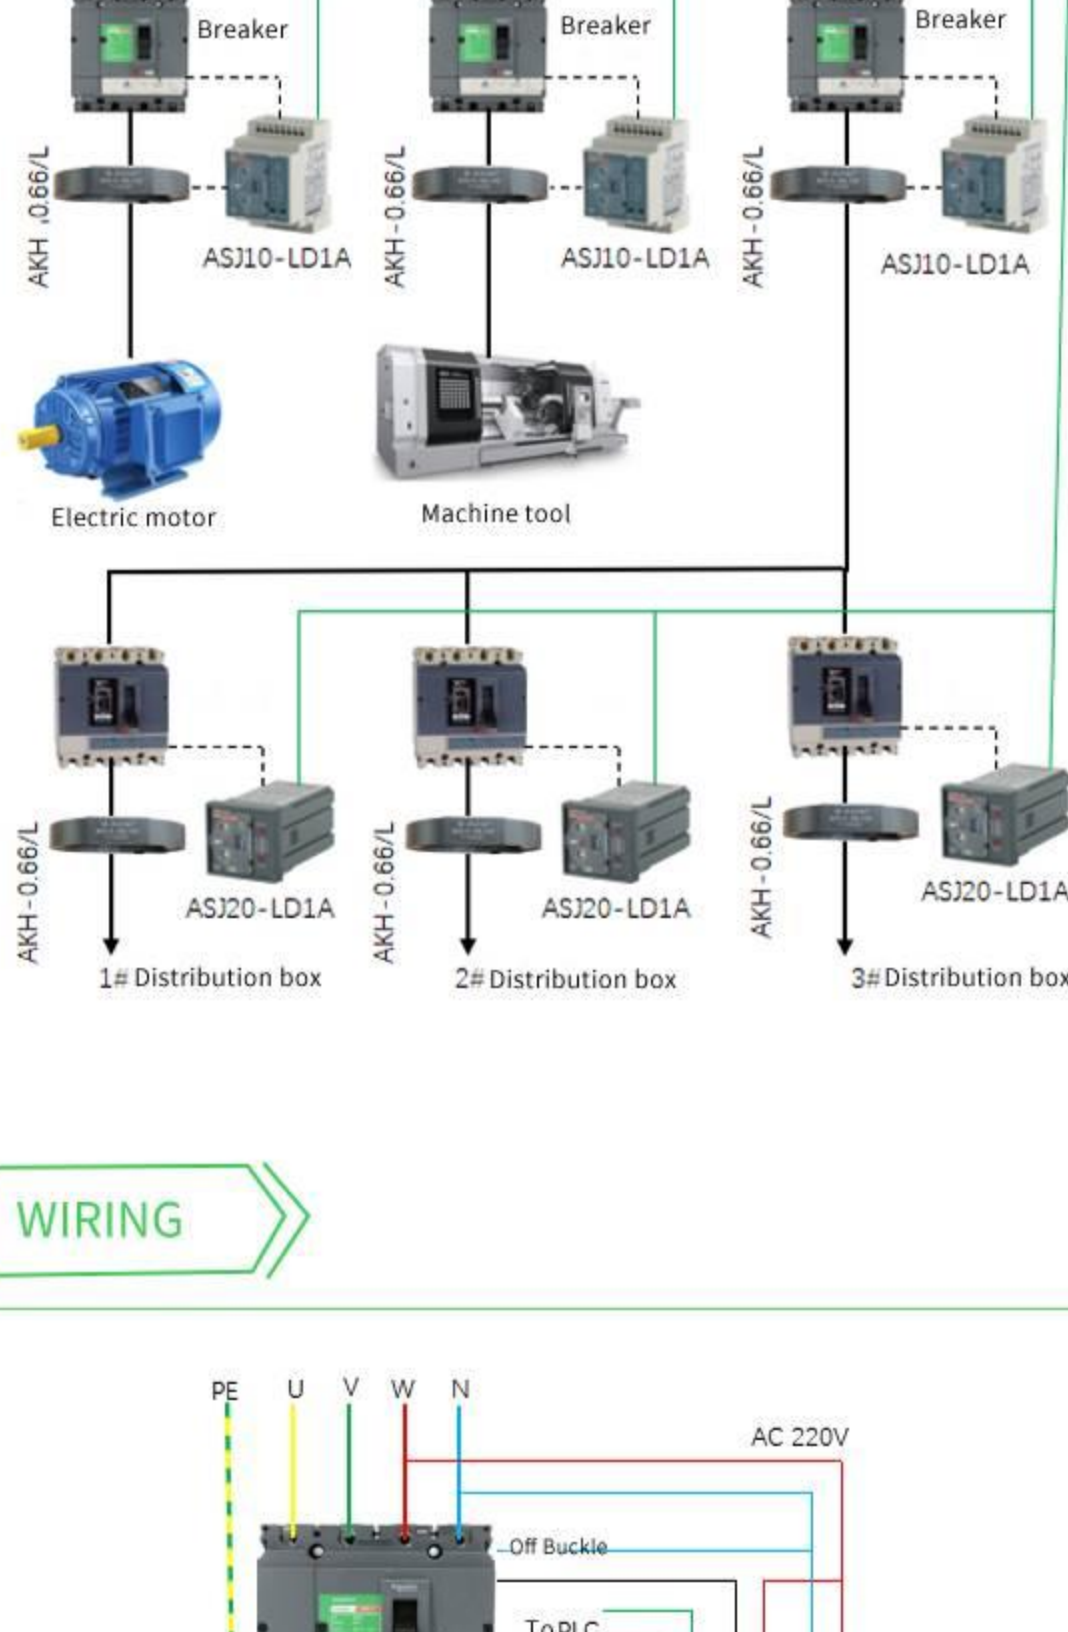 Breaker
Breaker
Breaker
AKH ,0.66/L
AKH-0.66/L
AKH-0.66/L
ASJ10-LD1A
ASJ10-LD1A
ASJ10-LD1A
Electric motor
Machine tool
AKH-0.66/L
AKH-0.66/L
AKH-0.66/L
ASJ20-LD1A
ASJ20-LD1A
ASJ20-LD1A
1# Distribution box
2# Distribution box
3# Distribution box
WIRING
PE U V W N
AC 220V
Off Buckle
To PLC